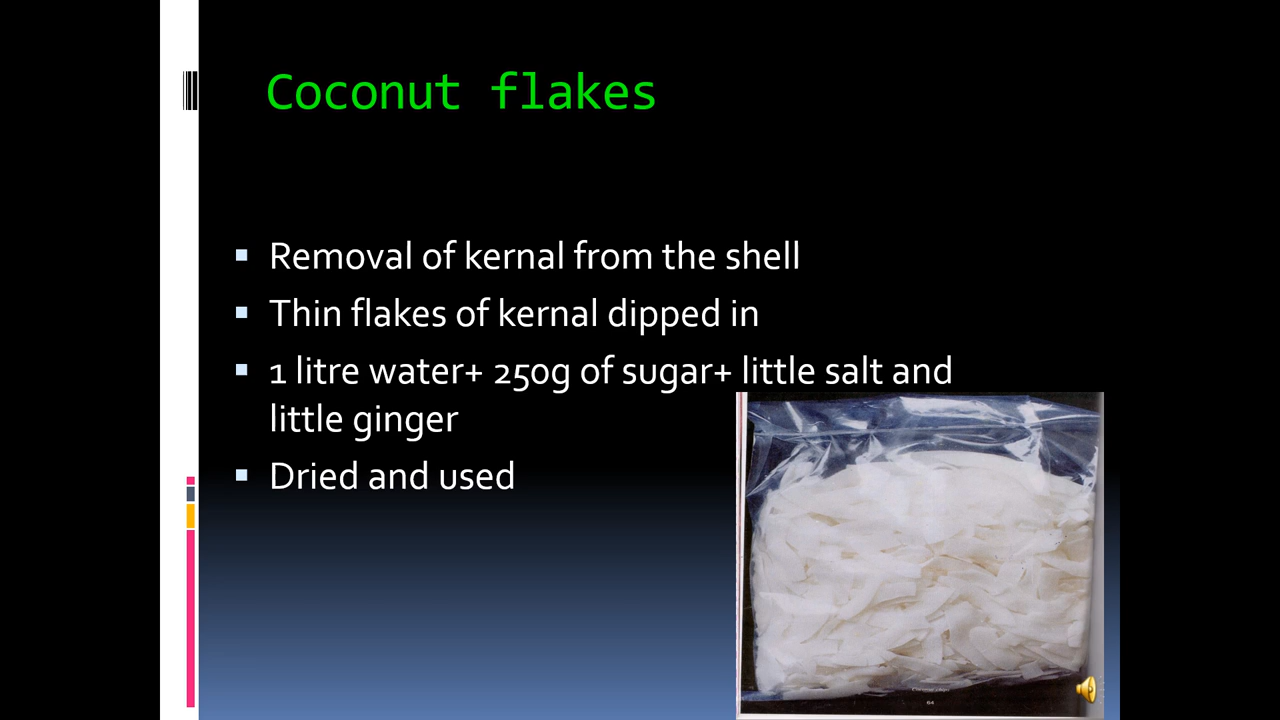 Coconut flakes
Removal of kernal from the shell
Thin flakes of kernal dipped in
1 litre water+ 250g of sugar+ little salt and
little ginger
Dried and used
64